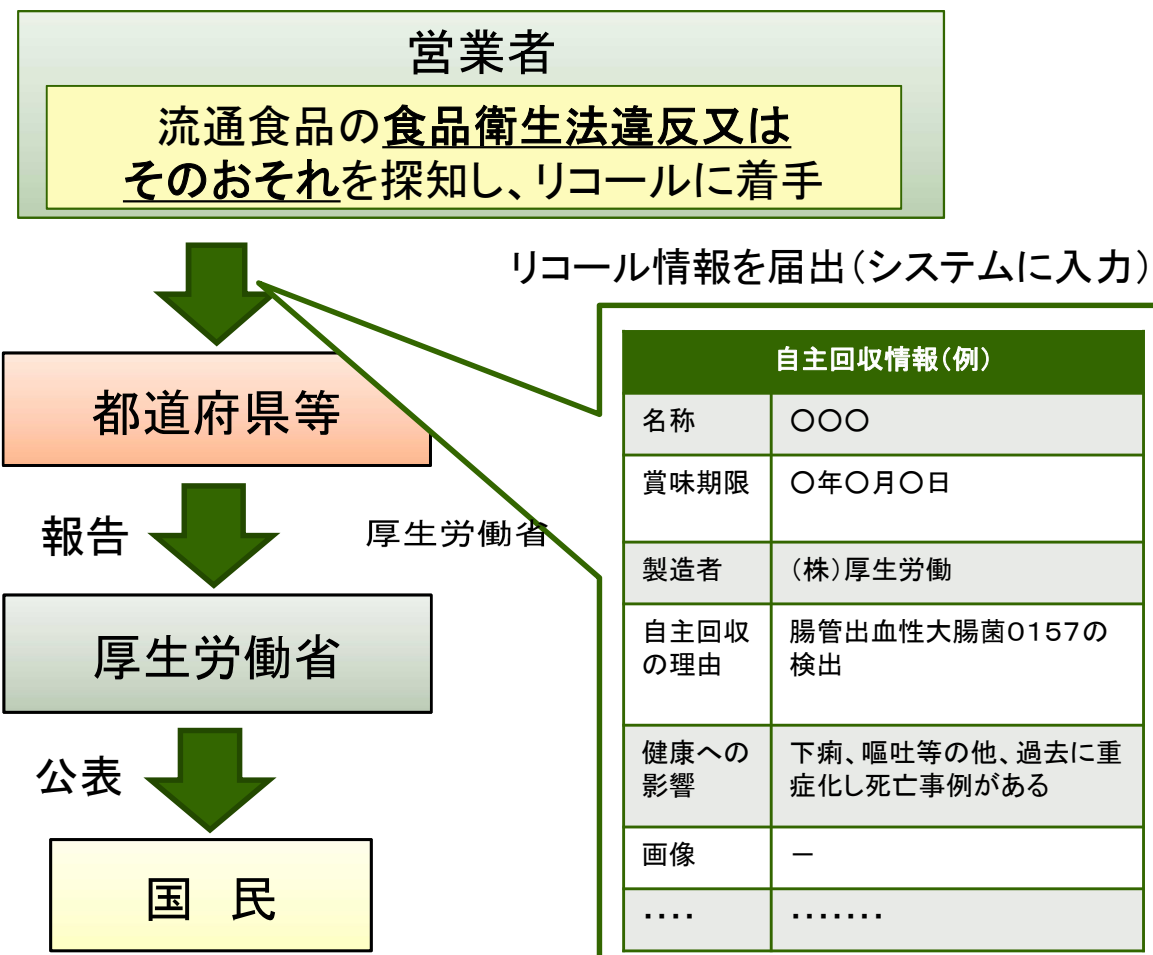 営業者
流通食品の食品衛生法違反又は
そのおそれを探知し、リコールに着手
リコール情報を届出(システムに入力)
都道府県等
報告
厚生労働省
厚生労働省
公表
国　民
自主回収情報(例)
名称
〇〇〇
賞味期限
〇年〇月〇日
製造者
(株)厚生労働
自主回収
の理由
腸管出血性大腸菌O157の
検出
健康への
影響
下痢、嘔吐等の他、過去に重
症化し死亡事例がある
画像
－
・・・・
・・・・・・・